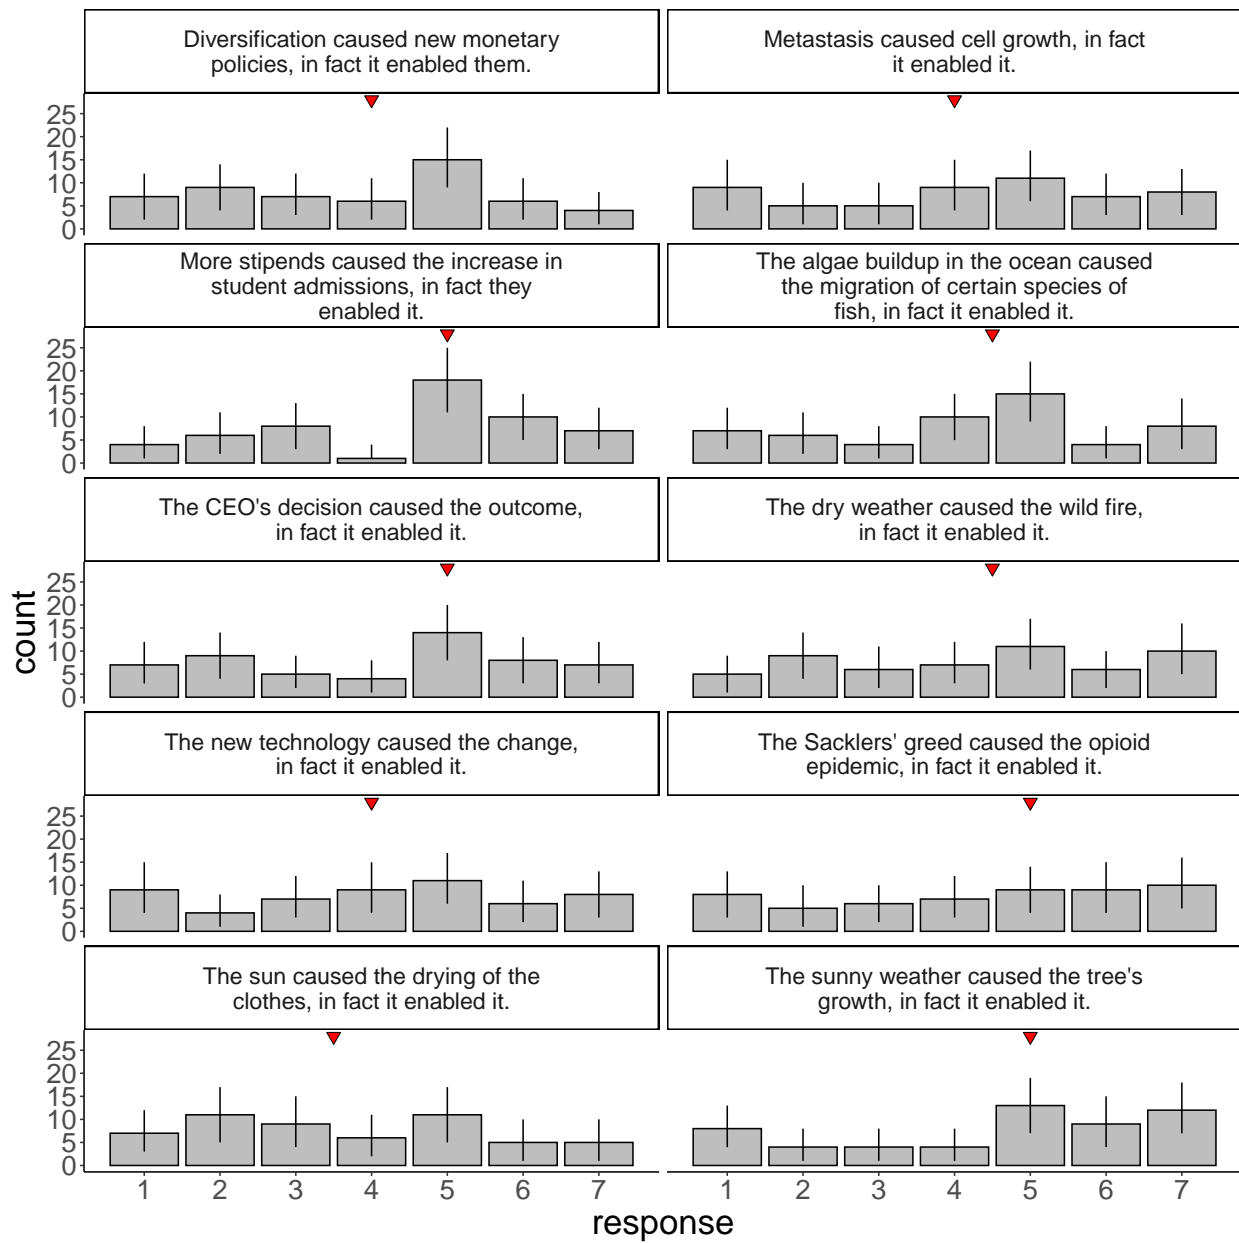 Diversification caused new monetary
policies, in fact it enabled them.
Metastasis caused cell growth, in fact
it enabled it.
25
20
15
10
5
0
More stipends caused the increase in
student admissions, in fact they
enabled it.
The algae buildup in the ocean caused
the migration of certain species of
fish, in fact it enabled it.
25
20
15
10
5
0
The CEO's decision caused the outcome,
in fact it enabled it.
The dry weather caused the wild fire,
in fact it enabled it.
count
25
20
15
10
5
0
The new technology caused the change,
in fact it enabled it.
The Sacklers' greed caused the opioid
epidemic, in fact it enabled it.
25
20
15
10
5
0
The sun caused the drying of the
clothes, in fact it enabled it.
The sunny weather caused the tree's
growth, in fact it enabled it.
25
20
15
10
5
0
1 2 3 4 5 6 7
1 2 3 4 5 6 7
response